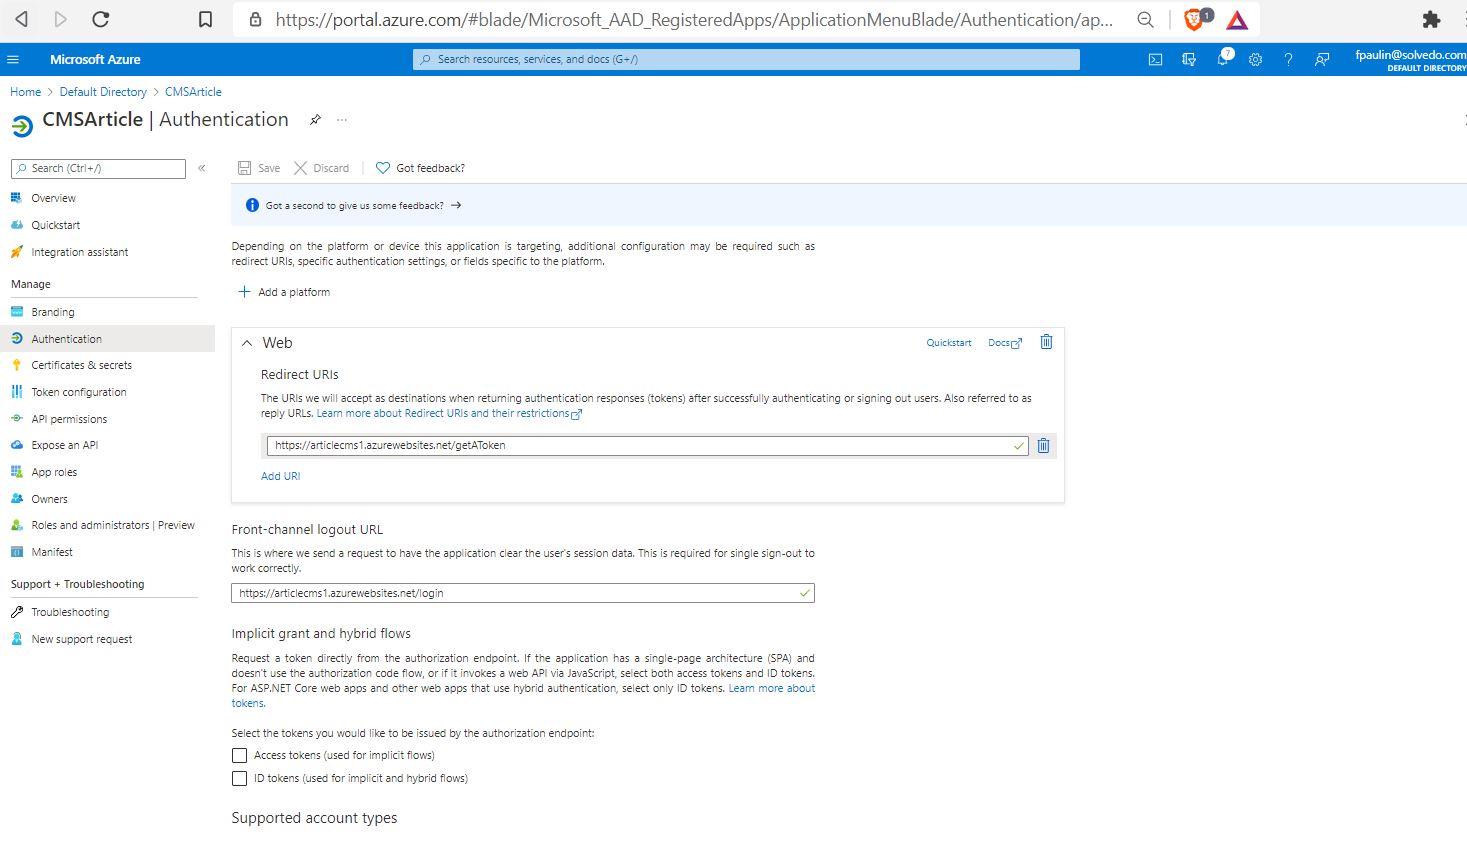 https://portal.azure.com/#blade/Microsoft_AAD_RegisteredApps/ApplicationMenuBlade/Authentication/ap...
1
Microsoft Azure
Search resources, services, and docs (G+/)
7
fpaulin@solvedo.com
DEFAULT DIRECTORY
Home > Default Directory > CMSArticle
CMSArticle | Authentication
...
Search (Ctrl+/)
«
Save
Discard
Got feedback?
Overview
Quickstart
Integration assistant
Manage
Branding
Authentication
Certificates & secrets
Token configuration
API permissions
Expose an API
App roles
Owners
Roles and administrators | Preview
Manifest
Support + Troubleshooting
Troubleshooting
New support request
Got a second to give us some feedback? →
Depending on the platform or device this application is targeting, additional configuration may be required such as
redirect URIs, specific authentication settings, or fields specific to the platform.
Add a platform
Web
Quickstart
Docs
Redirect URIs
The URIs we will accept as destinations when returning authentication responses (tokens) after successfully authenticating or signing out users. Also referred to as
reply URLs. Learn more about Redirect URIs and their restrictions
https://articlecms1.azurewebsites.net/getAToken
Add URI
Front-channel logout URL
This is where we send a request to have the application clear the user's session data. This is required for single sign-out to
work correctly.
https://articlecms1.azurewebsites.net/login
Implicit grant and hybrid flows
Request a token directly from the authorization endpoint. If the application has a single-page architecture (SPA) and
doesn't use the authorization code flow, or if it invokes a web API via JavaScript, select both access tokens and ID tokens.
For ASP.NET Core web apps and other web apps that use hybrid authentication, select only ID tokens. Learn more about
tokens.
Select the tokens you would like to be issued by the authorization endpoint:
Access tokens (used for implicit flows)
ID tokens (used for implicit and hybrid flows)
Supported account types